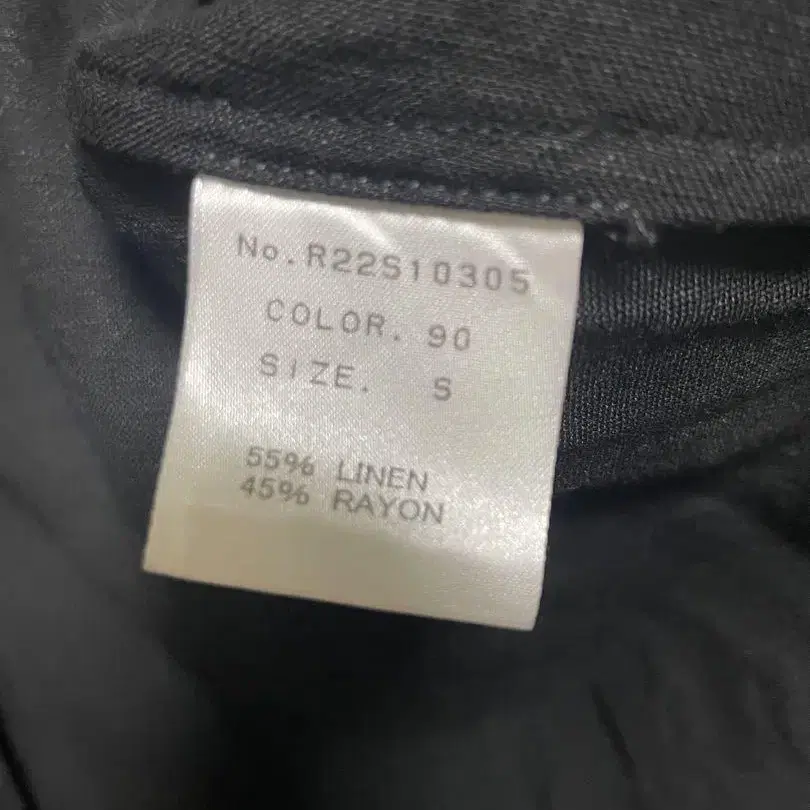 No.R22S10305
COLOR. 90
SIZE. S
55% LINEN
45% RAYON